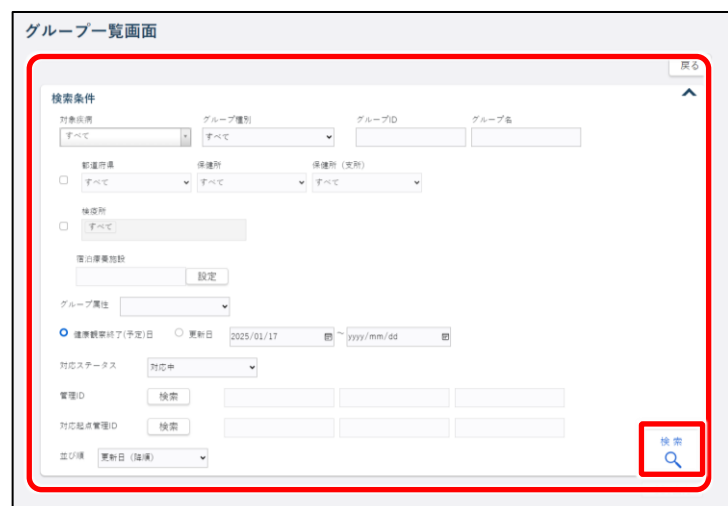 グループ一覧画面
戻る
検索条件
対象疾病 グループ種別 グループID グループ名
すべて すべて
都道府県 保健所 保健所（支所）
すべて すべて すべて
検疫所
すべて
宿泊療養施設
設定
グループ属性
健康観察終了(予定)日 更新日 2025/01/17 ~ yyyy/mm/dd
対応ステータス 対応中
管理ID 検索
対応起点管理ID 検索
検索
並び順 更新日（降順）